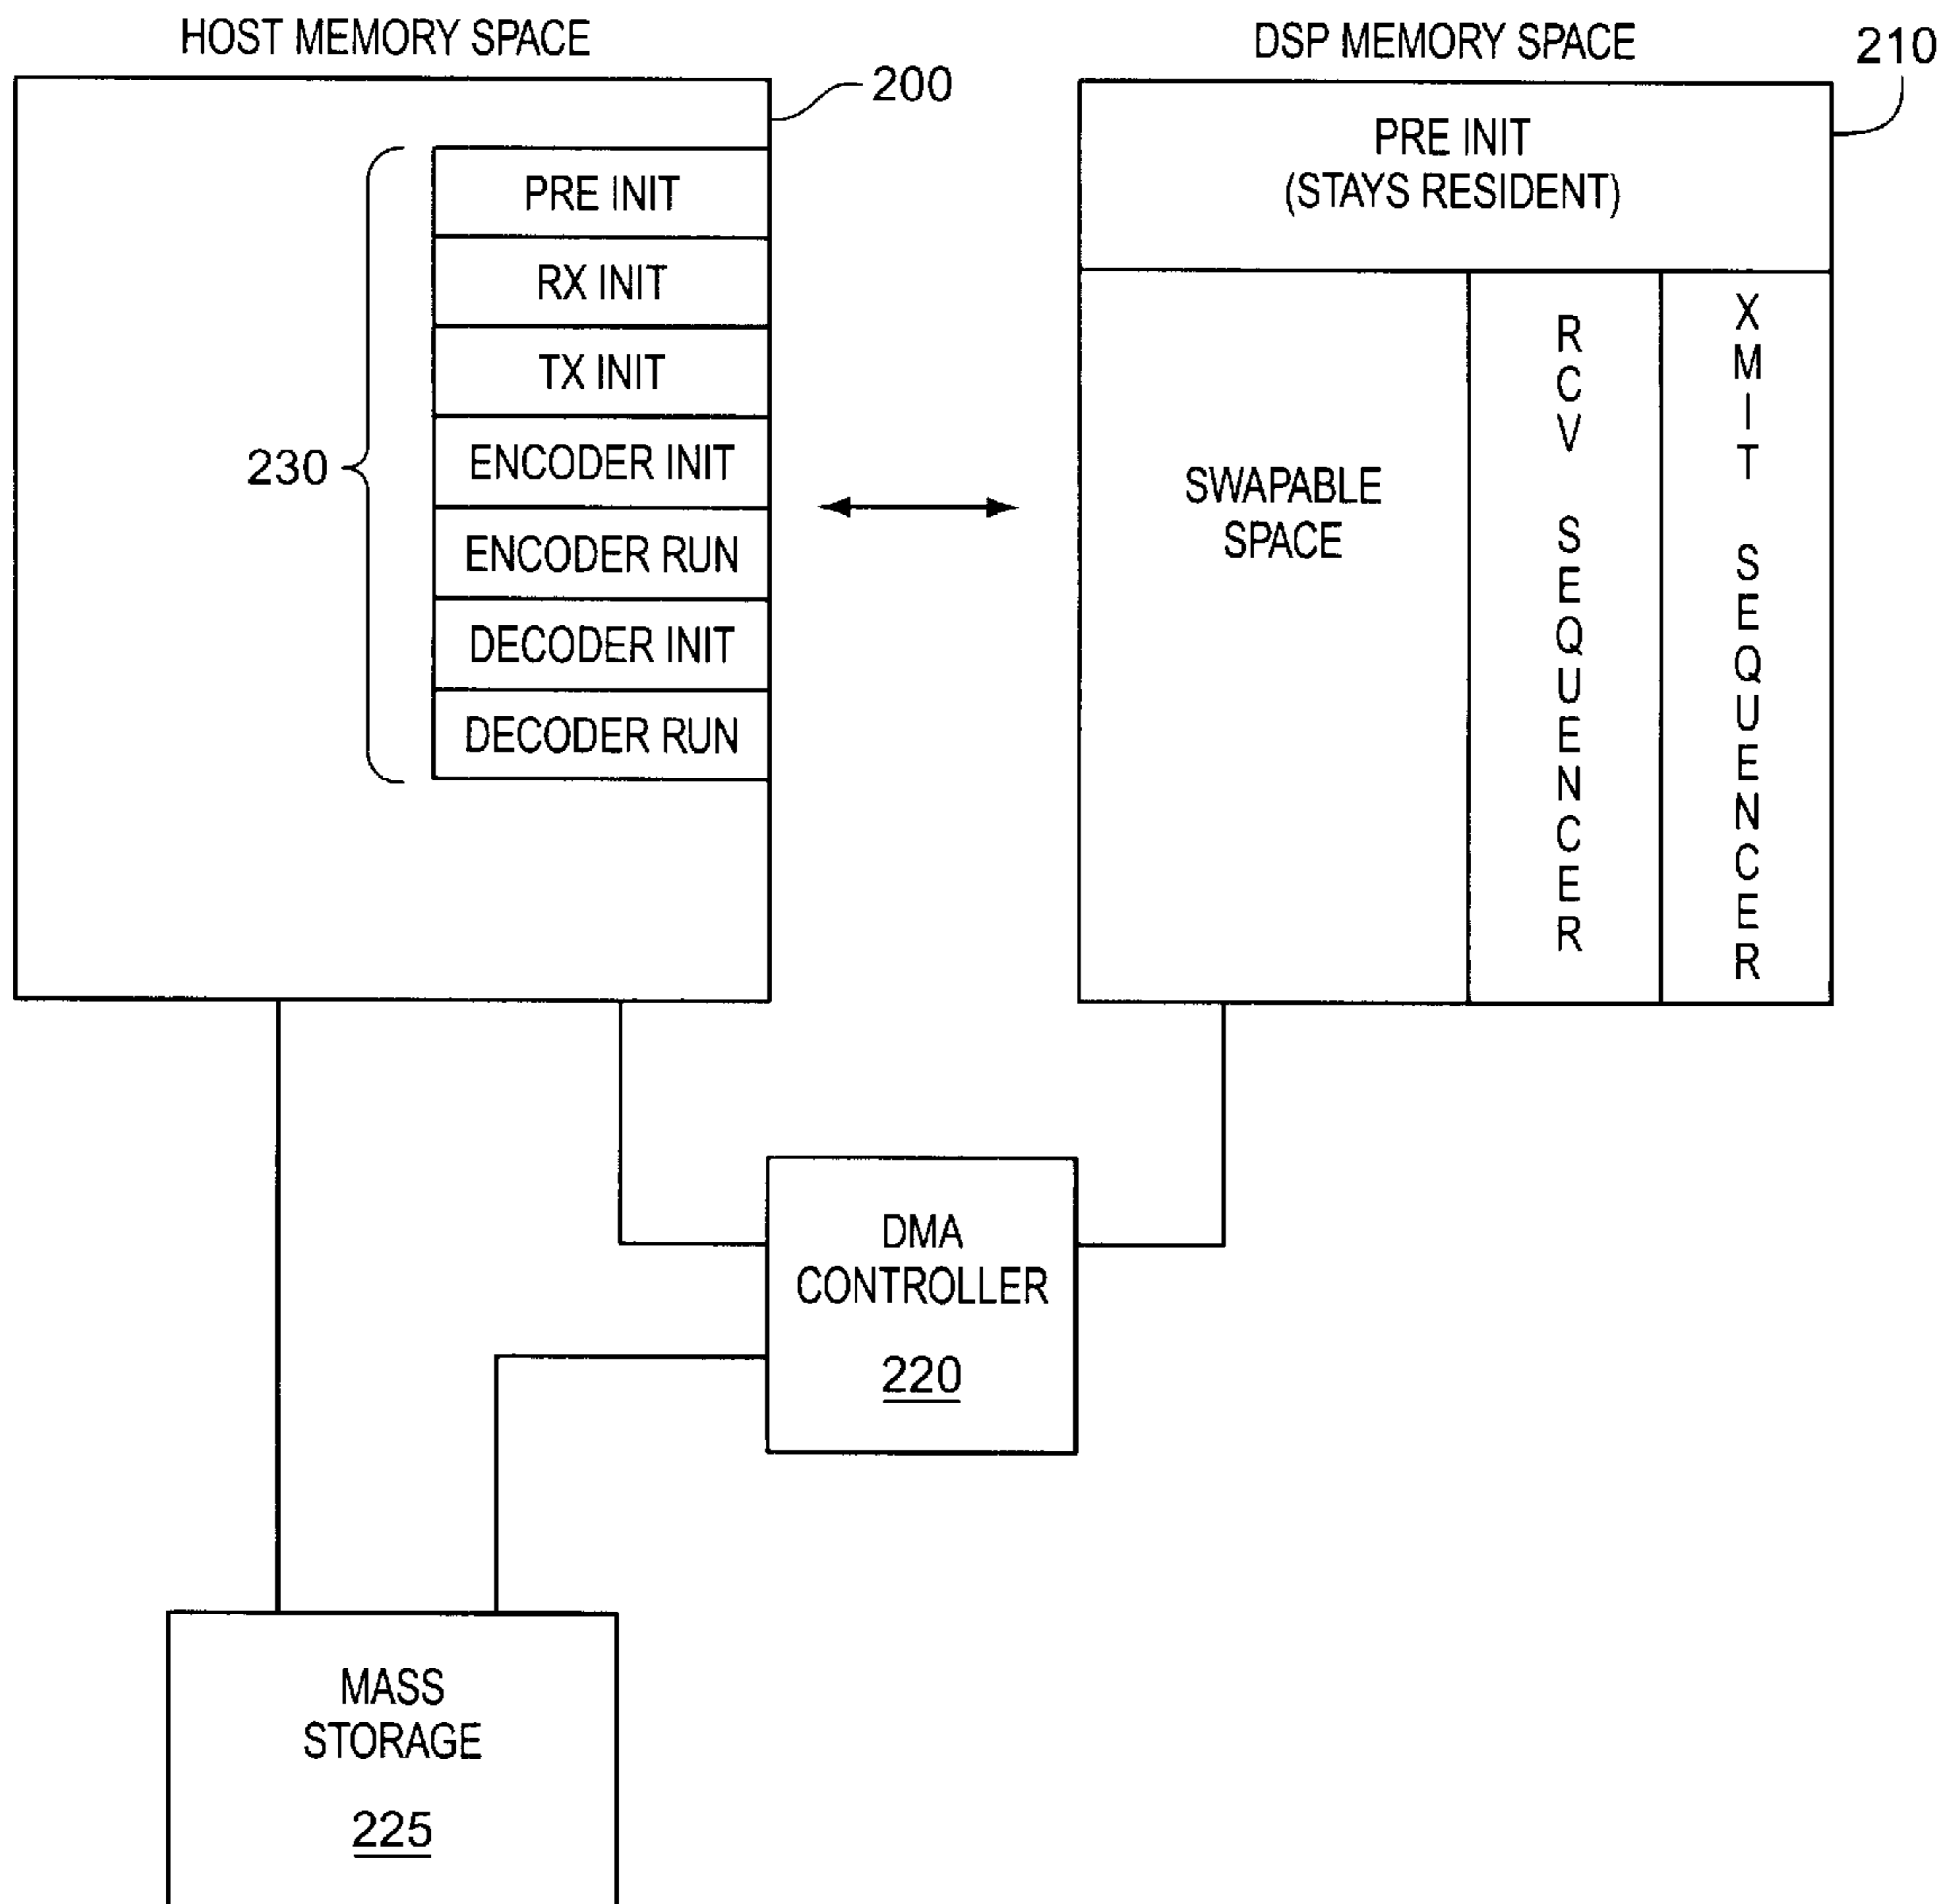 HOST MEMORY SPACE
200
PRE INIT
RX INIT
TX INIT
ENCODER INIT
ENCODER RUN
DECODER INIT
DECODER RUN
230
DSP MEMORY SPACE
210
PRE INIT
(STAYS RESIDENT)
SWAPABLE
SPACE
RCV SEQUENCER
XMIT SEQUENCER
DMA
CONTROLLER
220
MASS
STORAGE
225